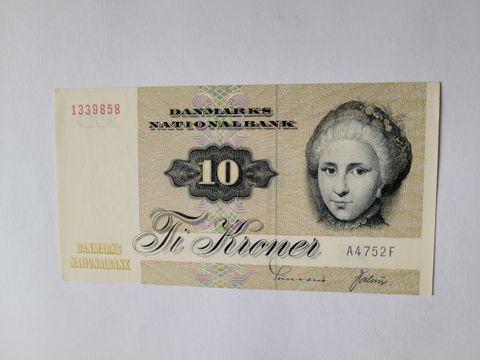 1339858
DANMARKS
NATIONALBANK
10
Ti Kroner
A4752F
DANMARKS
NATIONALBANK